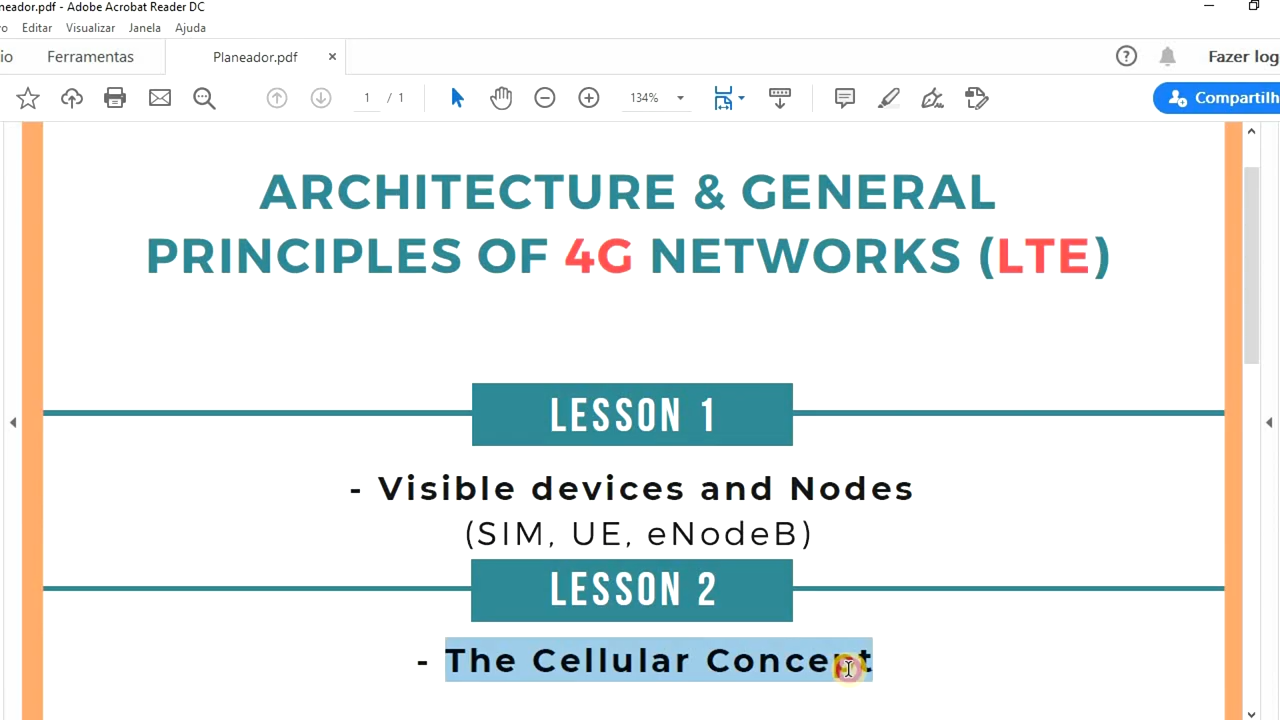 neador.pdf - Adobe Acrobat Reader DC
Editar Visualizar Janela Ajuda
Ferramentas Planeador.pdf × Fazer log
1 / 1 134% Compartilh
ARCHITECTURE & GENERAL
PRINCIPLES OF 4G NETWORKS (LTE)
LESSON 1
- Visible devices and Nodes
(SIM, UE, eNodeB)
LESSON 2
- The Cellular Concept